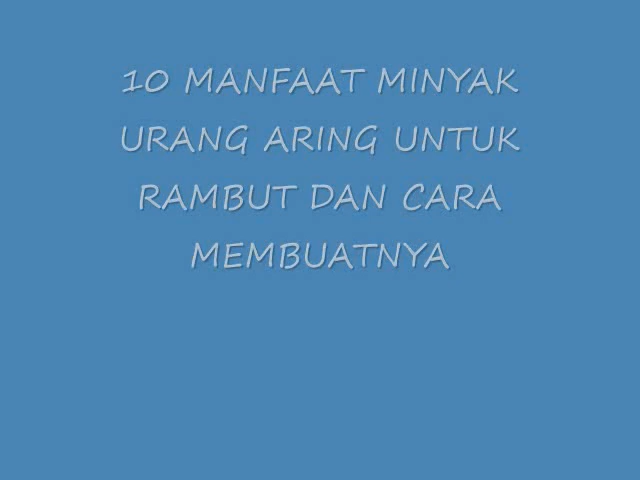 10 MANFAAT MINYAK
URANG ARING UNTUK
RAMBUT DAN CARA
MEMBUATNYA